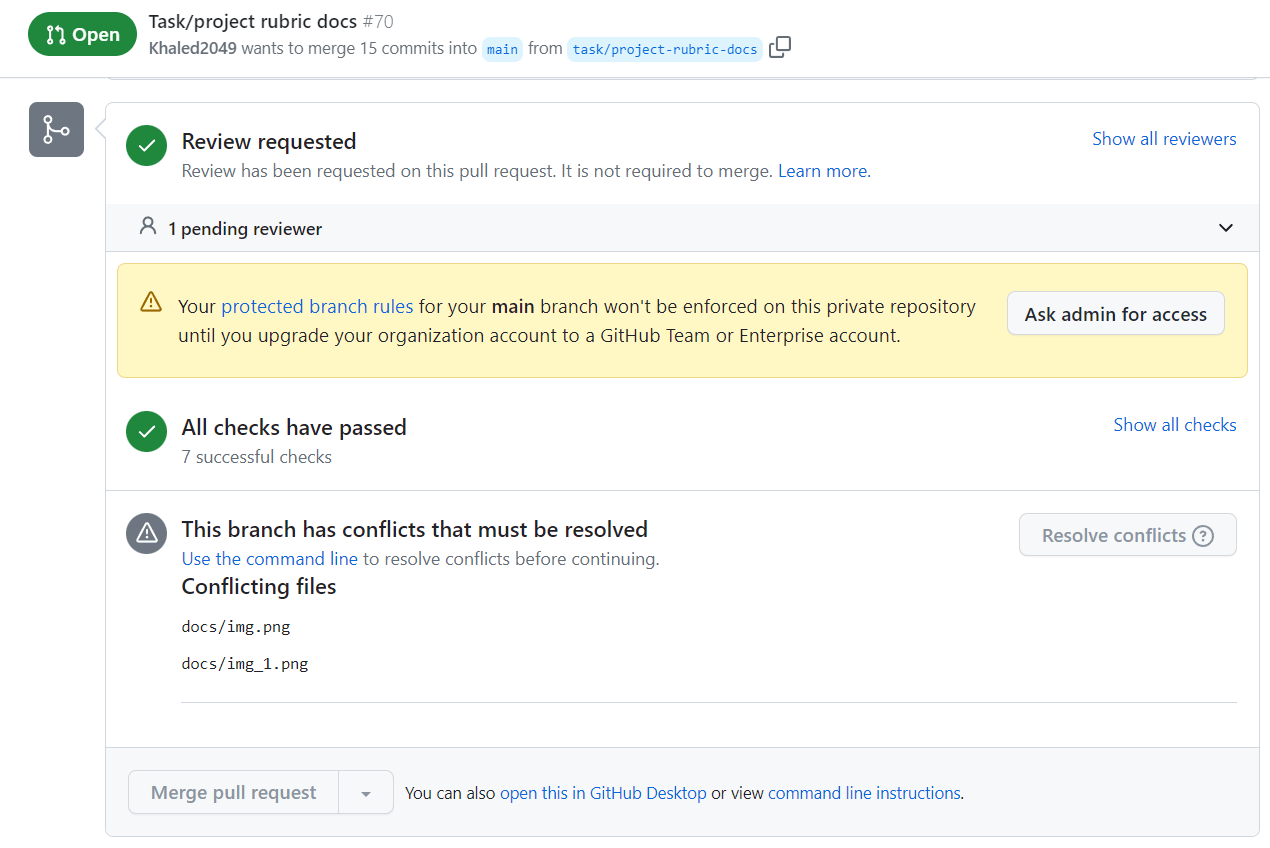 Open
Task/project rubric docs #70
Khaled2049 wants to merge 15 commits into main from task/project-rubric-docs
Review requested
Show all reviewers
Review has been requested on this pull request. It is not required to merge. Learn more.
1 pending reviewer
Your protected branch rules for your main branch won't be enforced on this private repository
until you upgrade your organization account to a GitHub Team or Enterprise account.
Ask admin for access
All checks have passed
Show all checks
7 successful checks
This branch has conflicts that must be resolved
Resolve conflicts ?
Use the command line to resolve conflicts before continuing.
Conflicting files
docs/img.png
docs/img_1.png
Merge pull request
You can also open this in GitHub Desktop or view command line instructions.